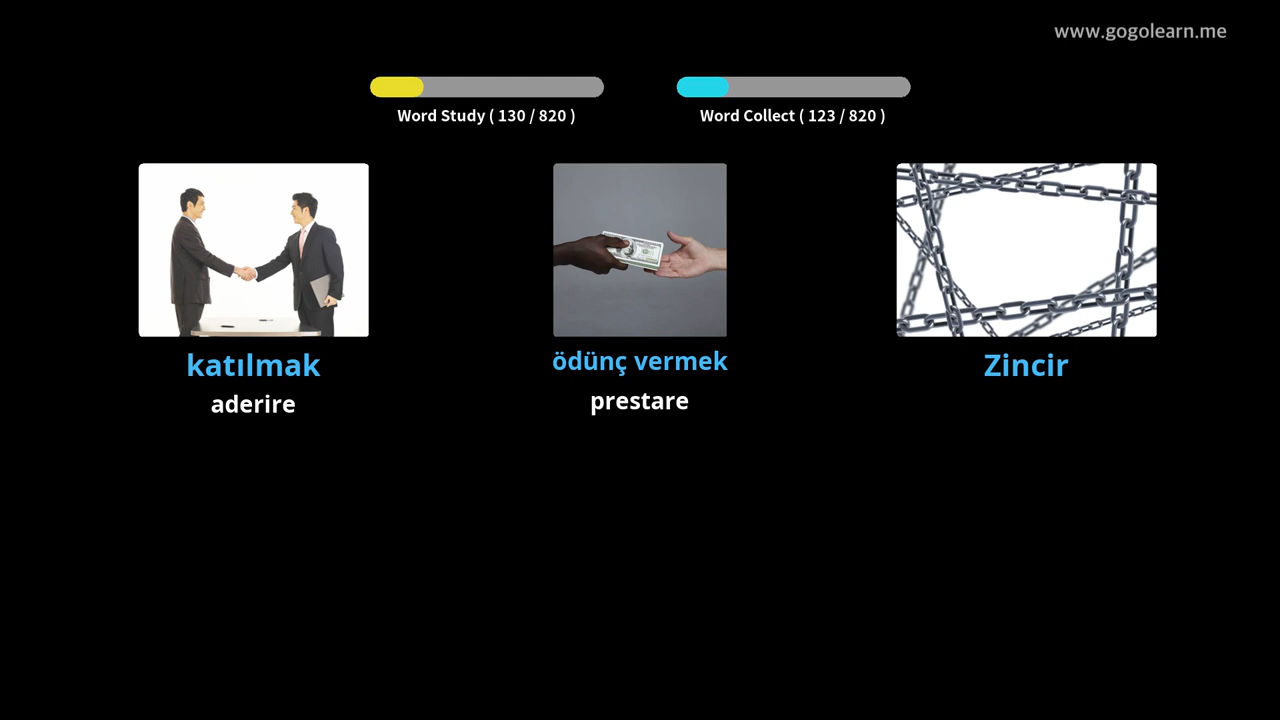 www.gogolearn.me
Word Study ( 130 / 820 )
Word Collect ( 123 / 820 )
katılmak
aderire
ödünç vermek
prestare
Zincir